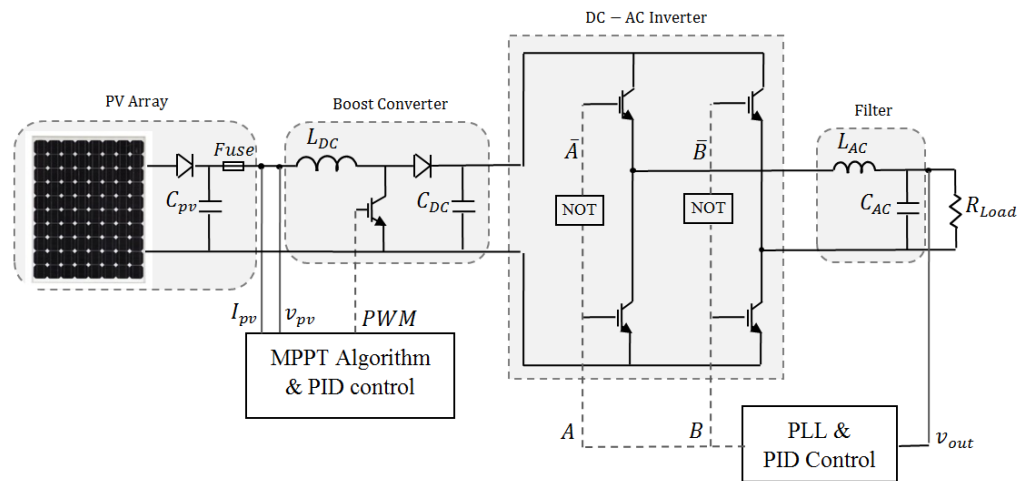 DC − AC Inverter
PV Array
Boost Converter
Filter
Fuse
L_DC
L_AC
A̅
B̅
C_pv
C_DC
NOT
NOT
C_AC
R_Load
I_pv
v_pv
PWM
MPPT Algorithm
& PID control
A
B
PLL &
PID Control
v_out